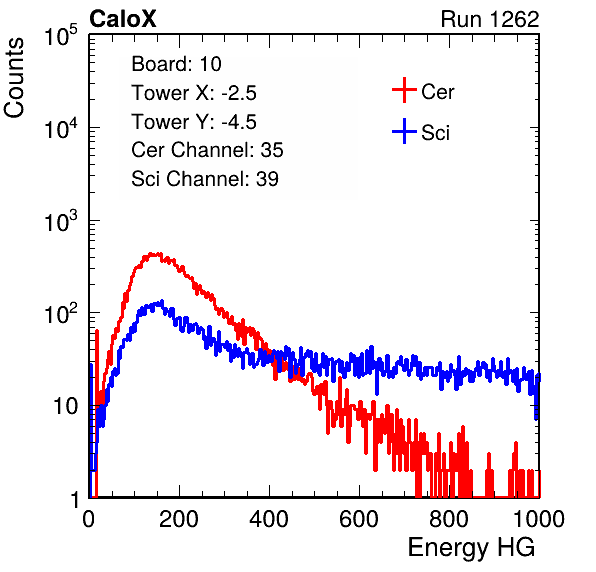 CaloX Run 1262
Board: 10
Tower X: -2.5
Tower Y: -4.5
Cer Channel: 35
Sci Channel: 39
Cer
Sci
Counts
10^5
10^4
10^3
10^2
10
1
0 200 400 600 800 1000
Energy HG